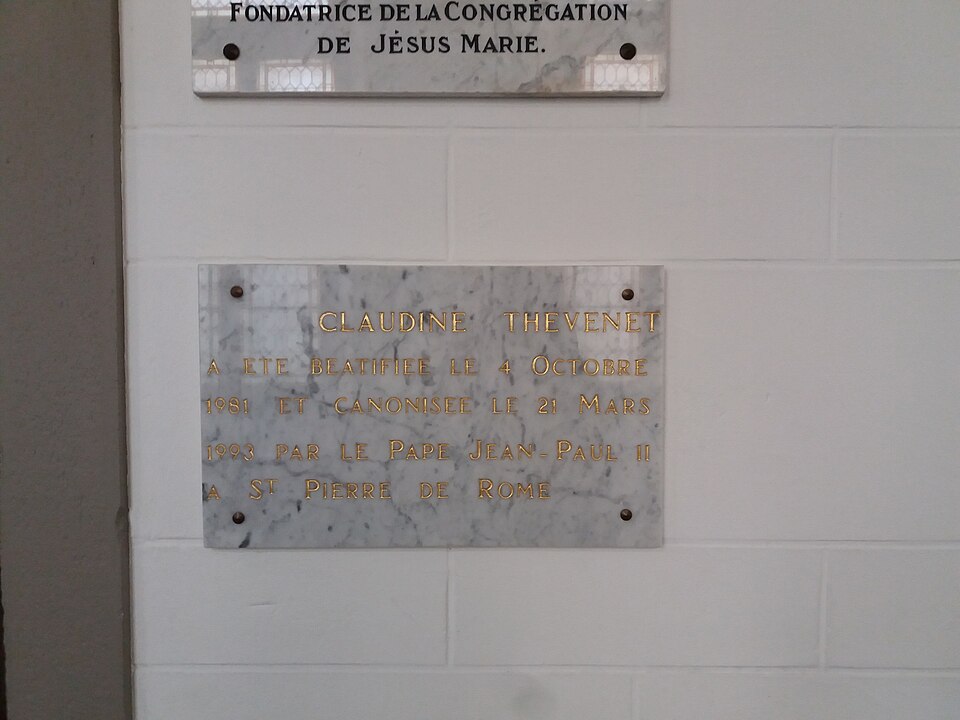 FONDATRICE DE LA CONGRÉGATION
DE JÉSUS MARIE.
CLAUDINE THEVENET
A ETE BEATIFIEE LE 4 OCTOBRE
1981 ET CANONISEE LE 21 MARS
1993 PAR LE PAPE JEAN-PAUL II
A ST PIERRE DE ROME